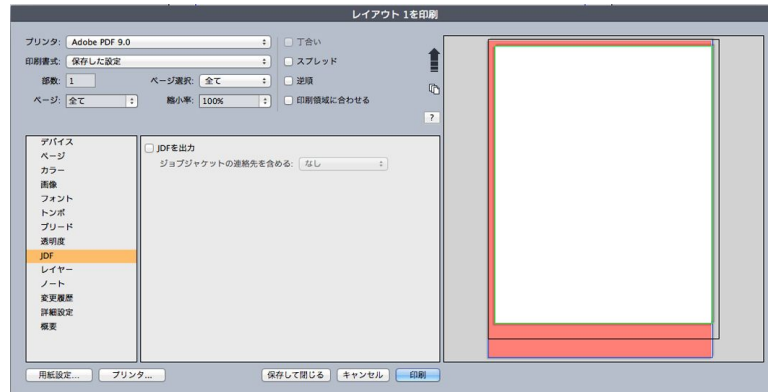 レイアウト 1を印刷
プリンタ: Adobe PDF 9.0
丁合い
印刷書式: 保存した設定
スプレッド
部数: 1 ページ選択: 全て
逆順
ページ: 全て 縮小率: 100%
印刷領域に合わせる
?
デバイス
ページ
カラー
画像
フォント
トンボ
ブリード
透明度
JDF
レイヤー
ノート
変更履歴
詳細設定
概要
JDFを出力
ジョブジャケットの連絡先を含める: なし
用紙設定... プリンタ... 保存して閉じる キャンセル 印刷